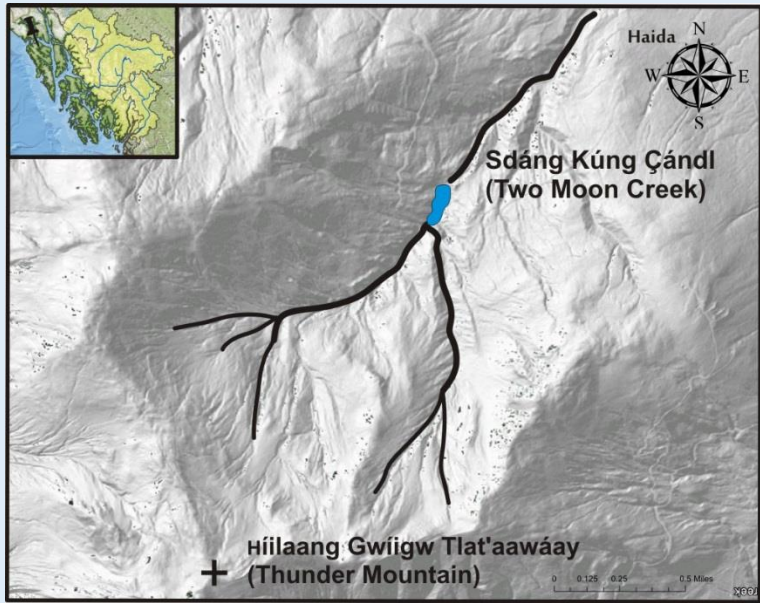 Haida
N
W E
S
Sdáng Kúng Çándl
(Two Moon Creek)
Híilaang Gwíigw Tlat'aawáay
(Thunder Mountain)
0 0.125 0.25 0.5 Miles